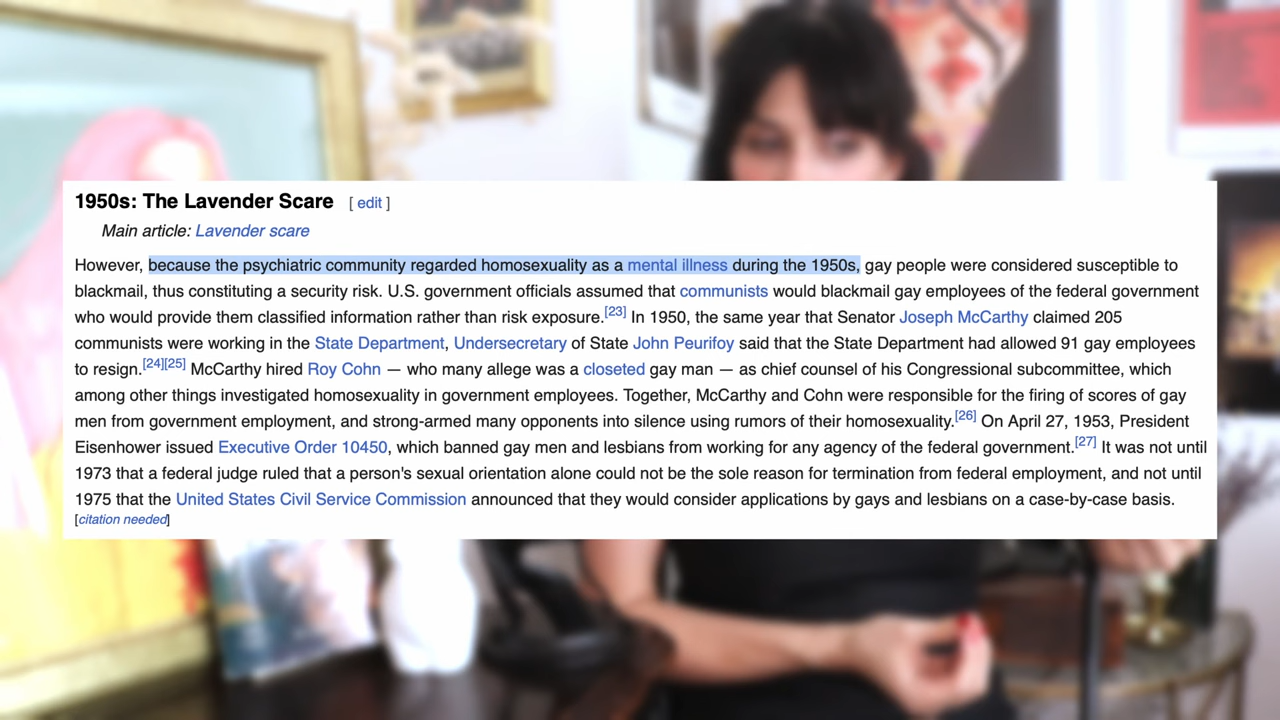 1950s: The Lavender Scare [ edit ]
Main article: Lavender scare
However, because the psychiatric community regarded homosexuality as a mental illness during the 1950s, gay people were considered susceptible to
blackmail, thus constituting a security risk. U.S. government officials assumed that communists would blackmail gay employees of the federal government
who would provide them classified information rather than risk exposure.[23] In 1950, the same year that Senator Joseph McCarthy claimed 205
communists were working in the State Department, Undersecretary of State John Peurifoy said that the State Department had allowed 91 gay employees
to resign.[24][25] McCarthy hired Roy Cohn — who many allege was a closeted gay man — as chief counsel of his Congressional subcommittee, which
among other things investigated homosexuality in government employees. Together, McCarthy and Cohn were responsible for the firing of scores of gay
men from government employment, and strong-armed many opponents into silence using rumors of their homosexuality.[26] On April 27, 1953, President
Eisenhower issued Executive Order 10450, which banned gay men and lesbians from working for any agency of the federal government.[27] It was not until
1973 that a federal judge ruled that a person's sexual orientation alone could not be the sole reason for termination from federal employment, and not until
1975 that the United States Civil Service Commission announced that they would consider applications by gays and lesbians on a case-by-case basis.
[citation needed]